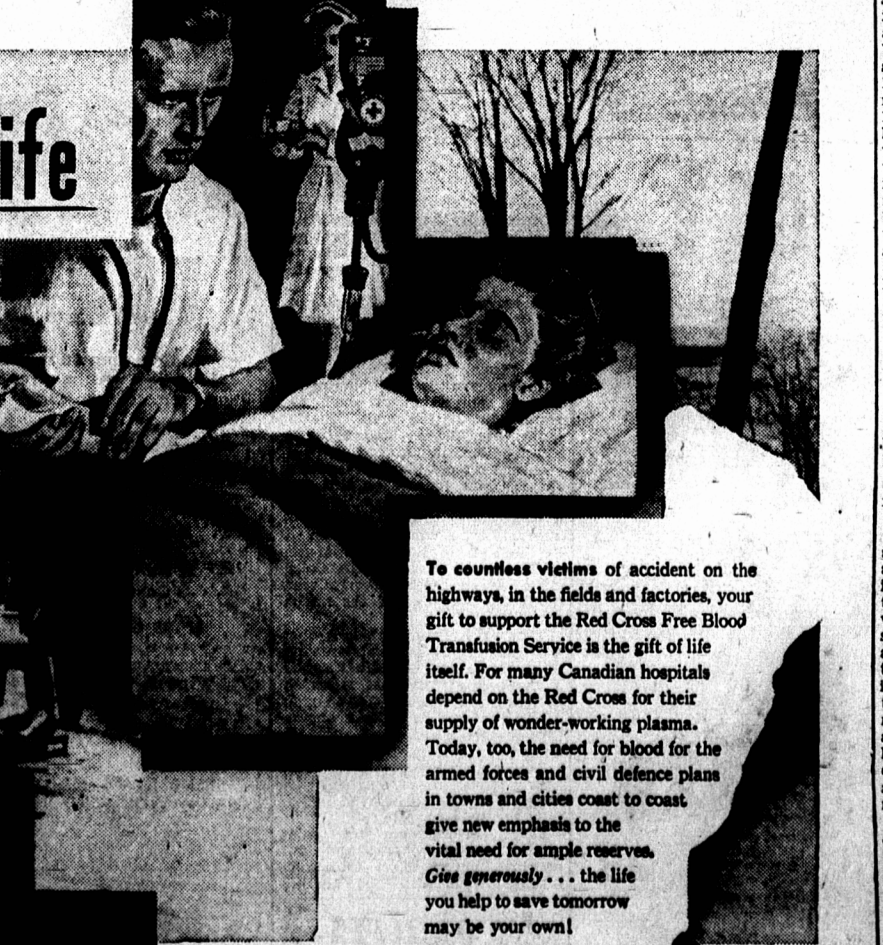 ife
To countless victims of accident on the
highways, in the fields and factories, your
gift to support the Red Cross Free Blood
Transfusion Service is the gift of life
itself. For many Canadian hospitals
depend on the Red Cross for their
supply of wonder-working plasma.
Today, too, the need for blood for the
armed forces and civil defence plans
in towns and cities coast to coast
give new emphasis to the
vital need for ample reserves.
Give generously . . . the life
you help to save tomorrow
may be your own!